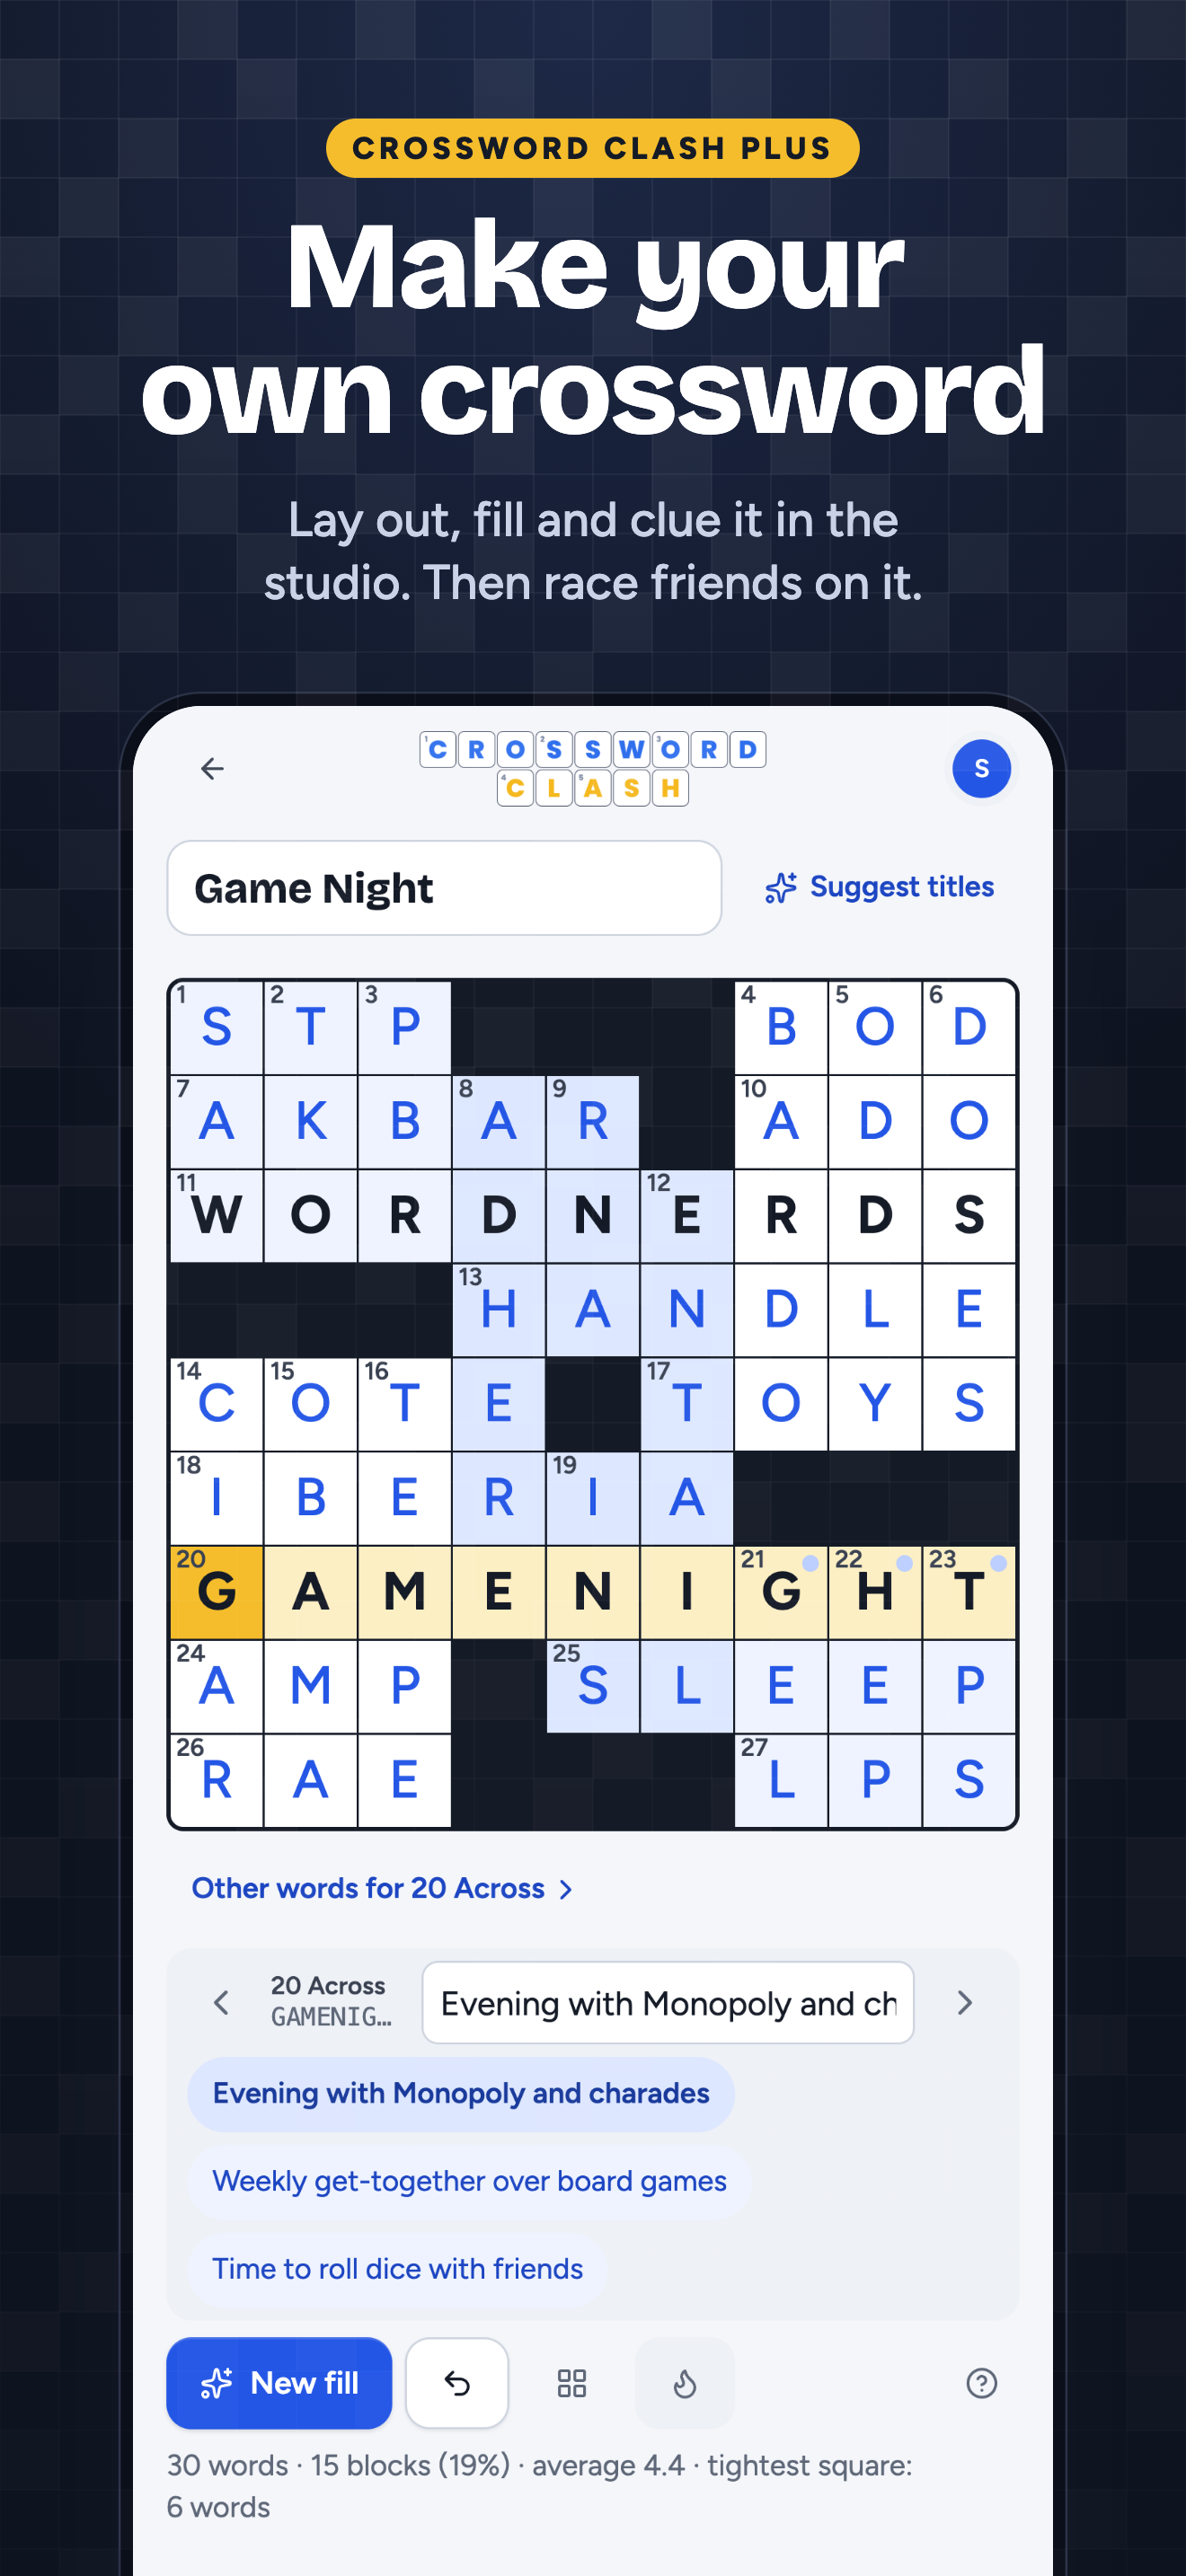 CROSSWORD CLASH PLUS
Make your
own crossword
Lay out, fill and clue it in the
studio. Then race friends on it.
1 C R O 2 S S W 3 O R D
4 C L 5 A S H
S
Game Night
Suggest titles
1 S 2 T 3 P 4 B 5 O 6 D
7 A K B 8 A 9 R 10 A D O
11 W O R D N 12 E R D S
13 H A N D L E
14 C 15 O 16 T E 17 T O Y S
18 I B E R 19 I A
20 G A M E N I 21 G 22 H 23 T
24 A M P 25 S L E E P
26 R A E 27 L P S
Other words for 20 Across
20 Across
GAMENIG…
Evening with Monopoly and ch
Evening with Monopoly and charades
Weekly get-together over board games
Time to roll dice with friends
New fill
30 words · 15 blocks (19%) · average 4.4 · tightest square:
6 words